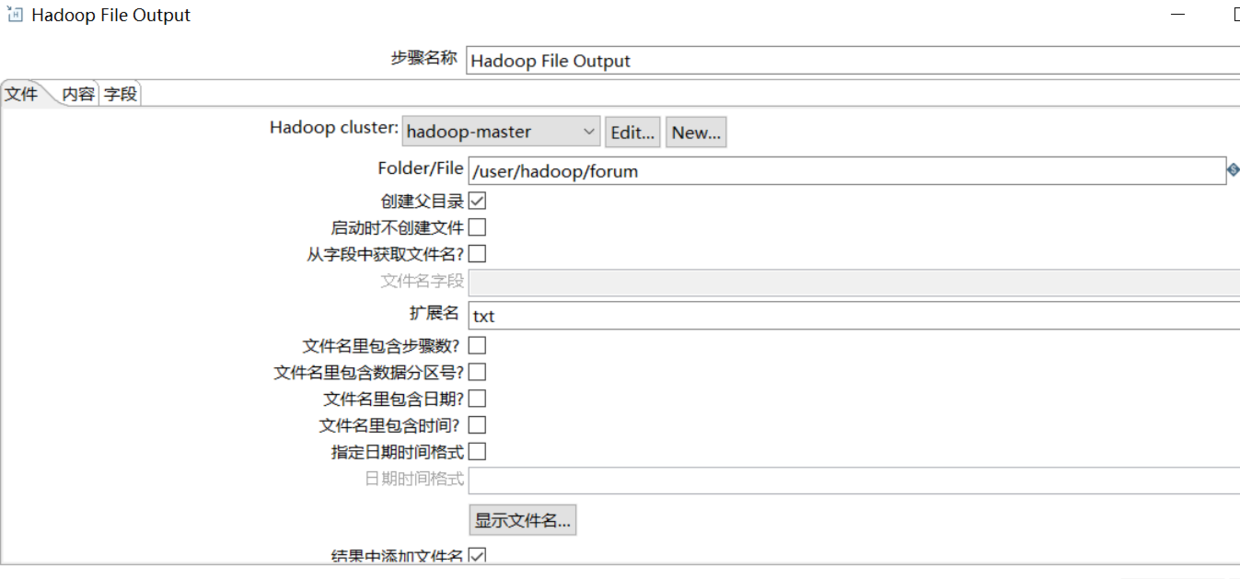 Hadoop File Output
步骤名称 Hadoop File Output
文件 内容 字段
Hadoop cluster: hadoop-master Edit... New...
Folder/File /user/hadoop/forum
创建父目录
启动时不创建文件
从字段中获取文件名?
文件名字段
扩展名 txt
文件名里包含步骤数?
文件名里包含数据分区号?
文件名里包含日期?
文件名里包含时间?
指定日期时间格式
日期时间格式
显示文件名...
结果中添加文件名